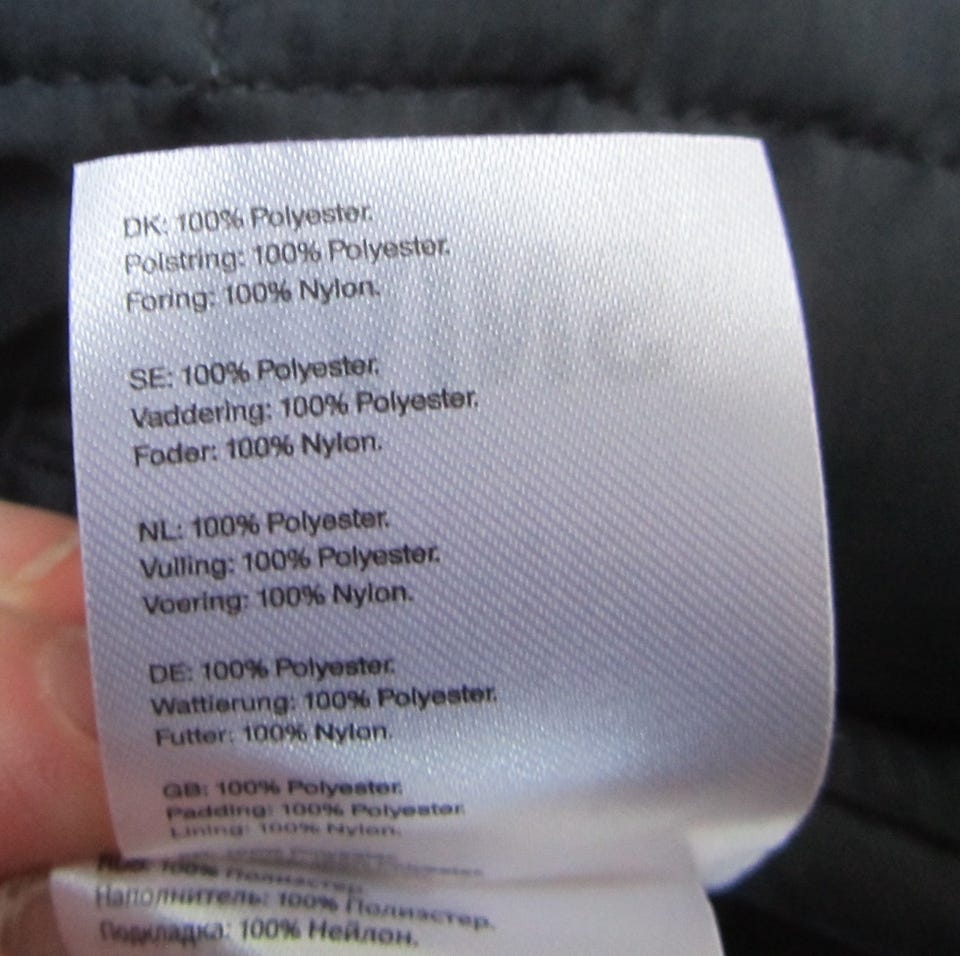 DK: 100% Polyester.
Polstring: 100% Polyester.
Foring: 100% Nylon.
SE: 100% Polyester.
Vaddering: 100% Polyester.
Foder: 100% Nylon.
NL: 100% Polyester.
Vulling: 100% Polyester.
Voering: 100% Nylon.
DE: 100% Polyester.
Wattierung: 100% Polyester.
Futter: 100% Nylon.
GB: 100% Polyester.
Padding: 100% Polyester.
Lining: 100% Nylon.
100% Полиэстер.
Наполнитель: 100% Полиэстер.
Подкладка: 100% Нейлон.